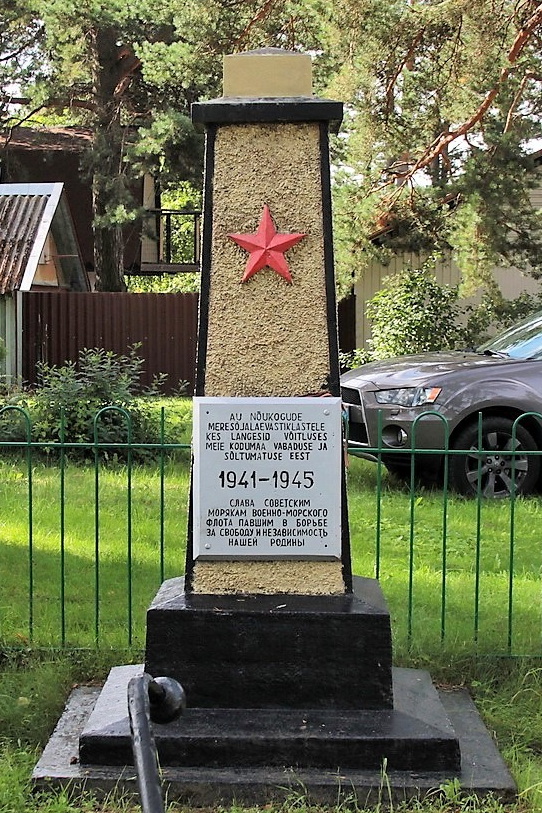 AU NÕUKOGUDE
MERESÕJALAEVASTIKLASTELE
KES LANGESID VÕITLUSES
MEIE KODUMAA VABADUSE JA
SÕLTUMATUSE EEST
1941-1945
СЛАВА СОВЕТСКИМ
МОРЯКАМ ВОЕННО-МОРСКОГО
ФЛОТА ПАВШИМ В БОРЬБЕ
ЗА СВОБОДУ И НЕЗАВИСИМОСТЬ
НАШЕЙ РОДИНЫ